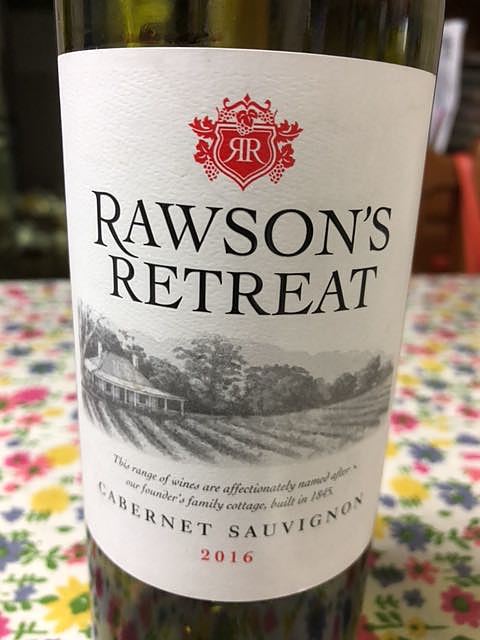 RR
RAWSON'S
RETREAT
This range of wines are affectionately named after
our founder's family cottage, built in 1845.
CABERNET SAUVIGNON
2016